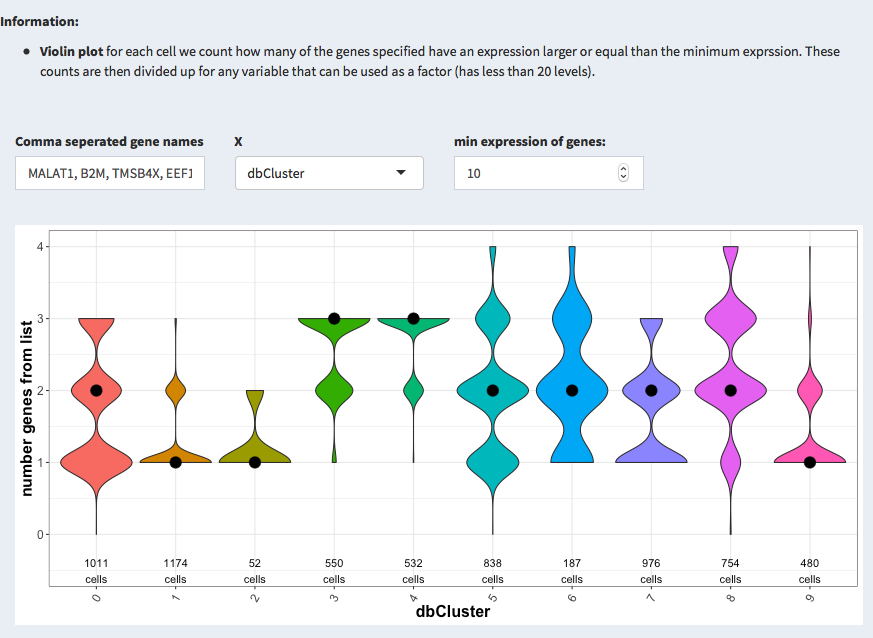 Information:
Violin plot for each cell we count how many of the genes specified have an expression larger or equal than the minimum exprssion. These
counts are then divided up for any variable that can be used as a factor (has less than 20 levels).
Comma seperated gene names X min expression of genes:
MALAT1, B2M, TMSB4X, EEF1 dbCluster 10
4
3
2
1
0
number genes from list
1011 1174 52 550 532 838 187 976 754 480
cells cells cells cells cells cells cells cells cells cells
0 1 2 3 4 5 6 7 8 9
dbCluster